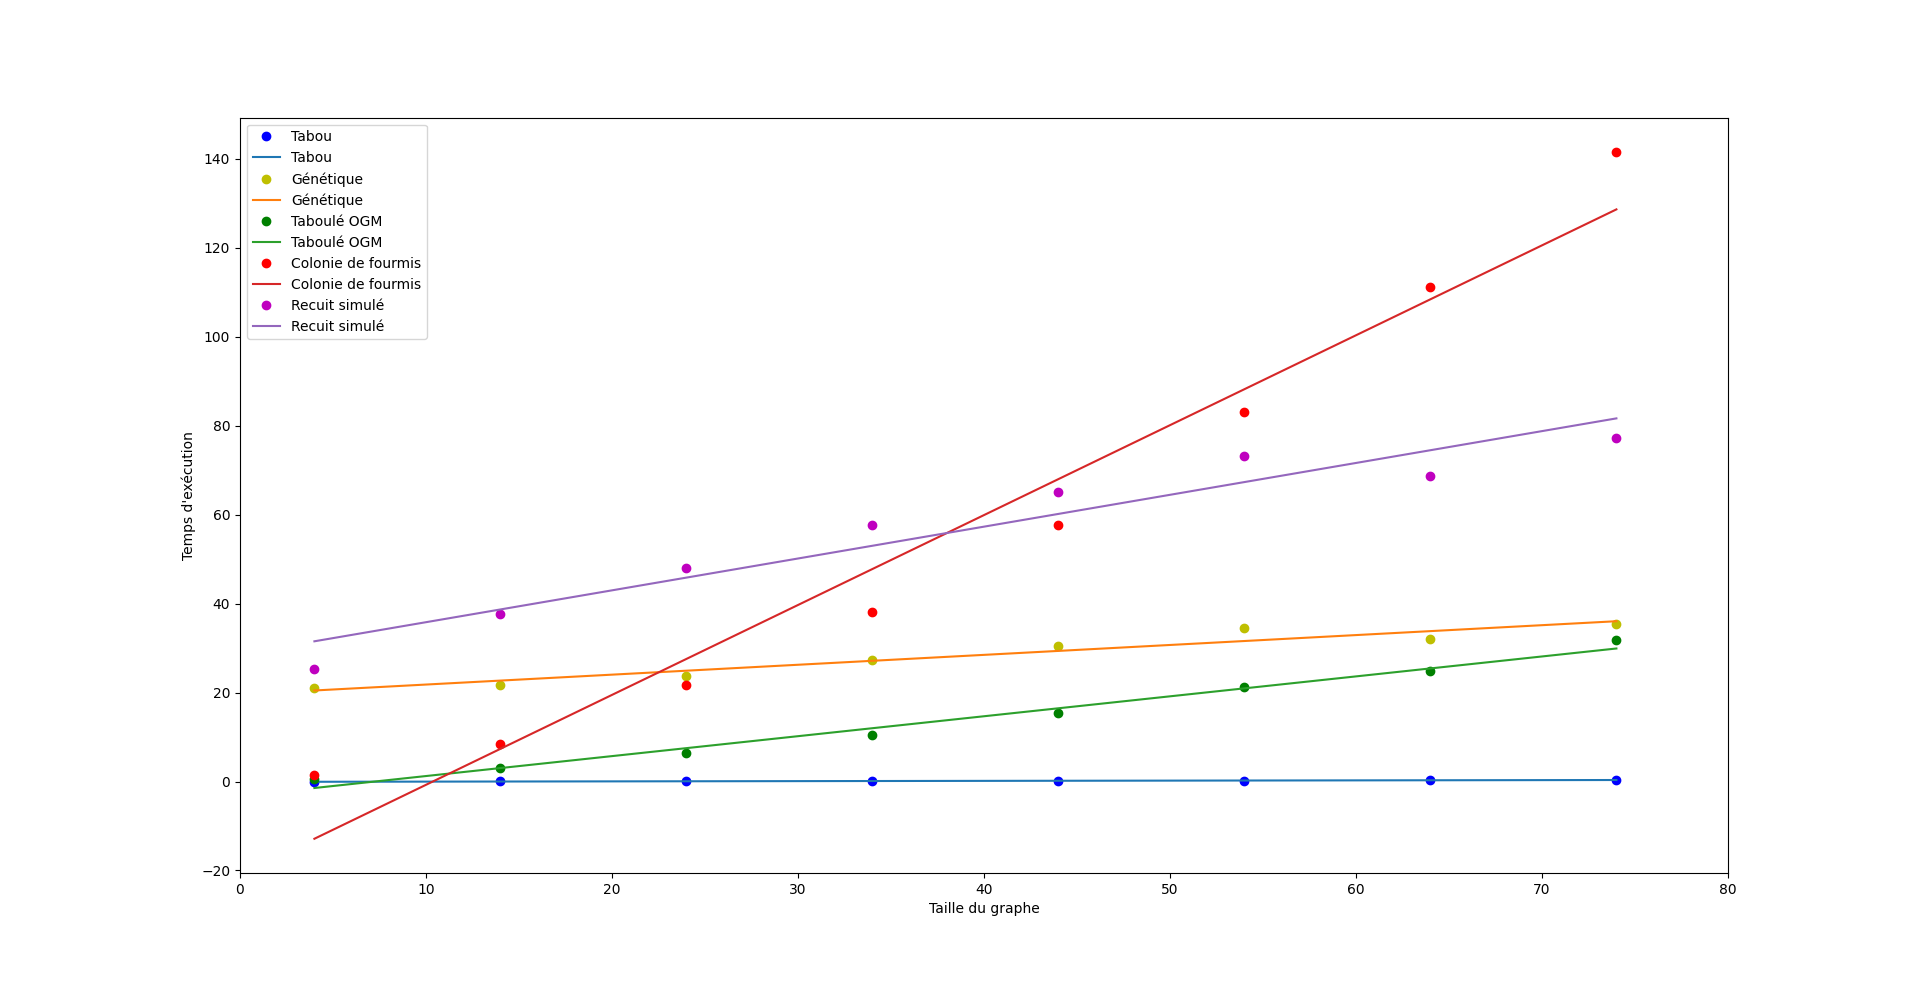 Tabou
Tabou
Génétique
Génétique
Taboulé OGM
Taboulé OGM
Colonie de fourmis
Colonie de fourmis
Recuit simulé
Recuit simulé
140
120
100
80
60
40
20
0
−20
Temps d'exécution
0 10 20 30 40 50 60 70 80
Taille du graphe